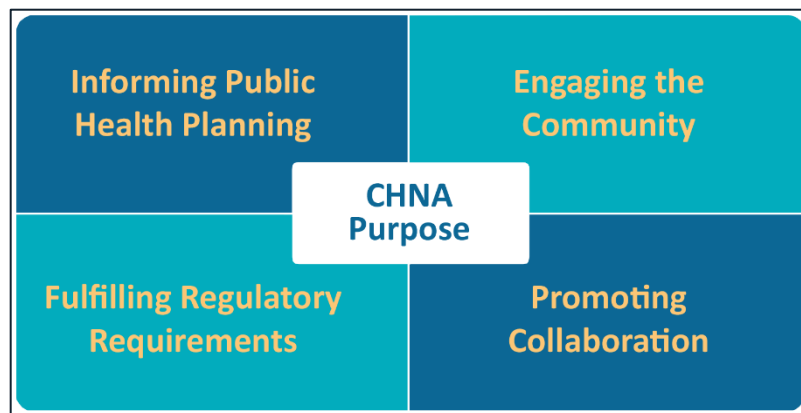 Informing Public
Health Planning
Engaging the
Community
CHNA
Purpose
Fulfilling Regulatory
Requirements
Promoting
Collaboration